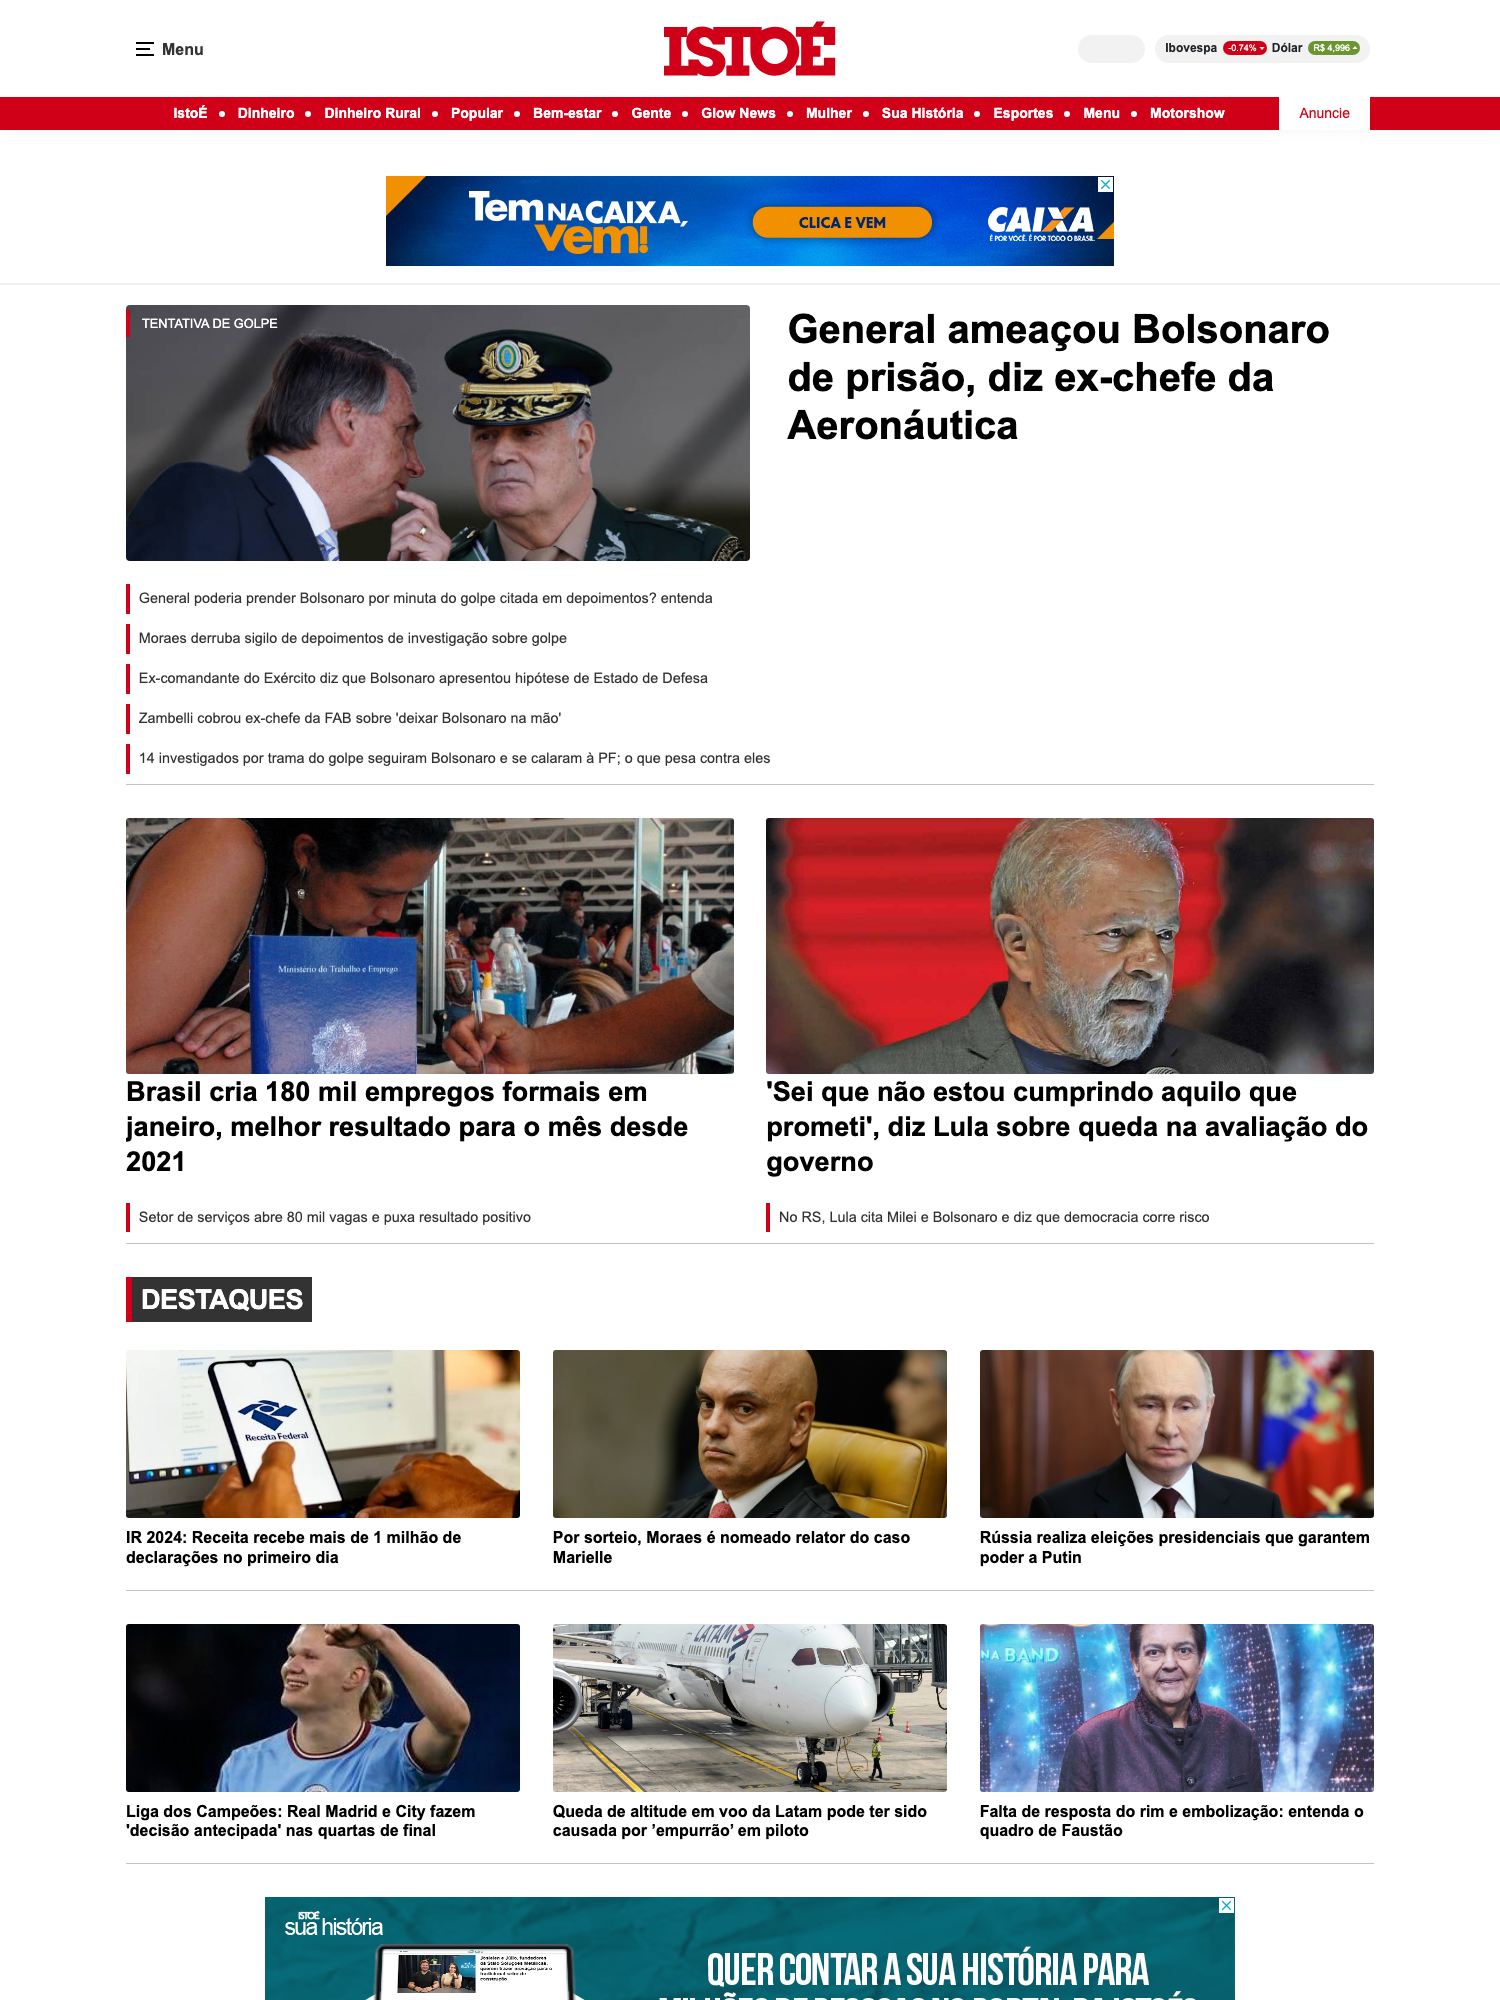 Menu
ISTOÉ
Ibovespa -0.74% Dólar R$ 4,996
IstoÉ • Dinheiro • Dinheiro Rural • Popular • Bem-estar • Gente • Glow News • Mulher • Sua História • Esportes • Menu • Motorshow
Anuncie
Tem NA CAIXA,
vem!
CLICA E VEM
CAIXA
É POR VOCÊ. É POR TODO O BRASIL.
TENTATIVA DE GOLPE
General ameaçou Bolsonaro
de prisão, diz ex-chefe da
Aeronáutica
General poderia prender Bolsonaro por minuta do golpe citada em depoimentos? entenda
Moraes derruba sigilo de depoimentos de investigação sobre golpe
Ex-comandante do Exército diz que Bolsonaro apresentou hipótese de Estado de Defesa
Zambelli cobrou ex-chefe da FAB sobre 'deixar Bolsonaro na mão'
14 investigados por trama do golpe seguiram Bolsonaro e se calaram à PF; o que pesa contra eles
Ministério do Trabalho e Emprego
Brasil cria 180 mil empregos formais em
janeiro, melhor resultado para o mês desde
2021
Setor de serviços abre 80 mil vagas e puxa resultado positivo
'Sei que não estou cumprindo aquilo que
prometi', diz Lula sobre queda na avaliação do
governo
No RS, Lula cita Milei e Bolsonaro e diz que democracia corre risco
DESTAQUES
Receita Federal
IR 2024: Receita recebe mais de 1 milhão de
declarações no primeiro dia
Por sorteio, Moraes é nomeado relator do caso
Marielle
Rússia realiza eleições presidenciais que garantem
poder a Putin
Liga dos Campeões: Real Madrid e City fazem
'decisão antecipada' nas quartas de final
LATAM
Queda de altitude em voo da Latam pode ter sido
causada por ’empurrão’ em piloto
NA BAND
Falta de resposta do rim e embolização: entenda o
quadro de Faustão
ISTOÉ
sua história
QUER CONTAR A SUA HISTÓRIA PARA